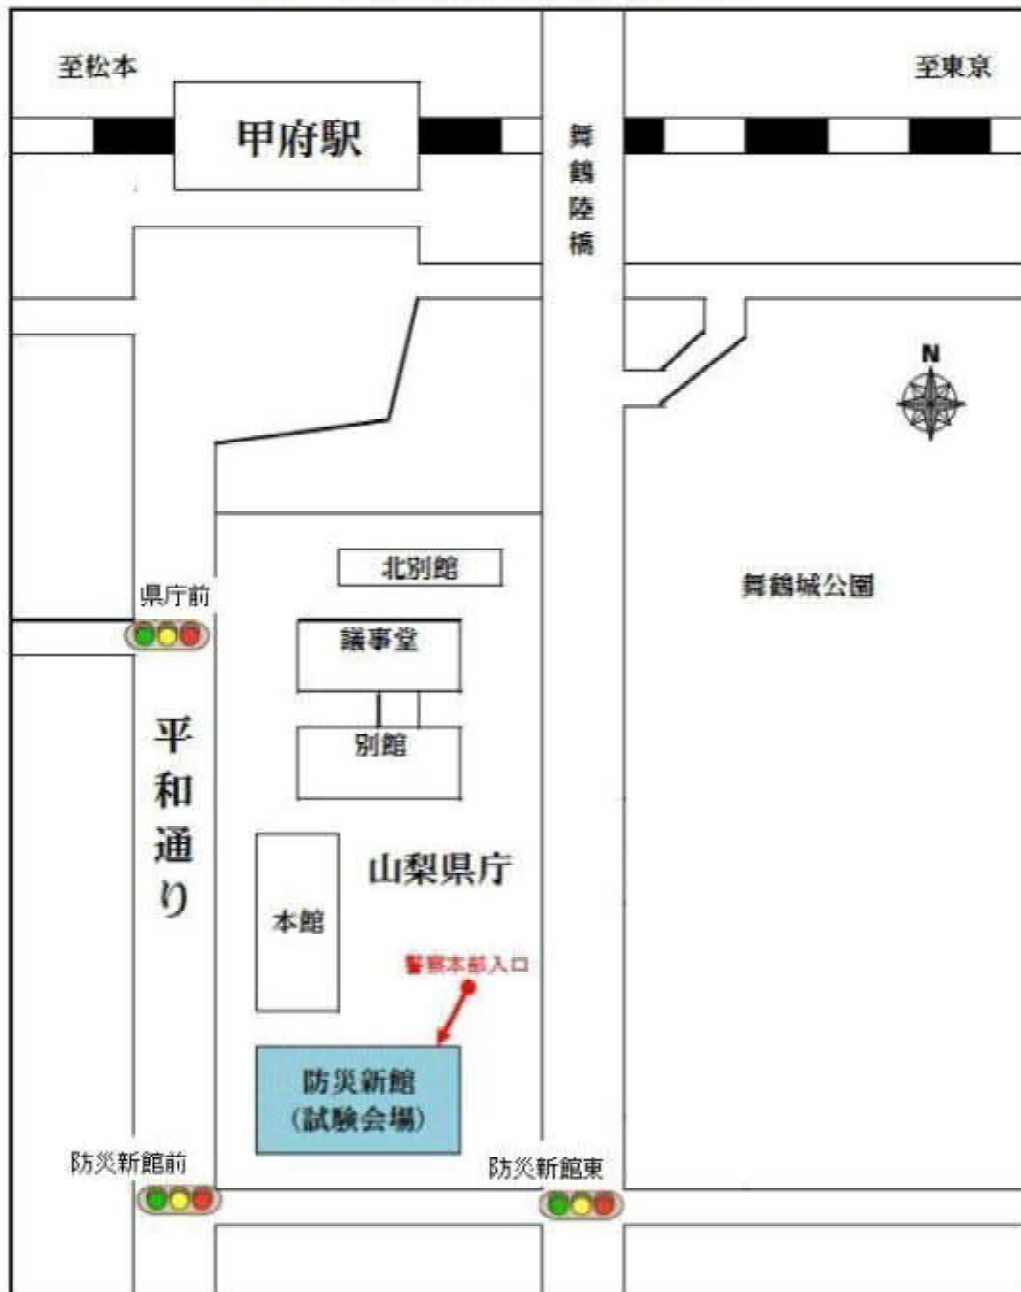 至松本
至東京
甲府駅
舞鶴陸橋
N
北別館
舞鶴城公園
県庁前
議事堂
別館
平和通り
山梨県庁
本館
警察本部入口
防災新館
(試験会場)
防災新館前
防災新館東